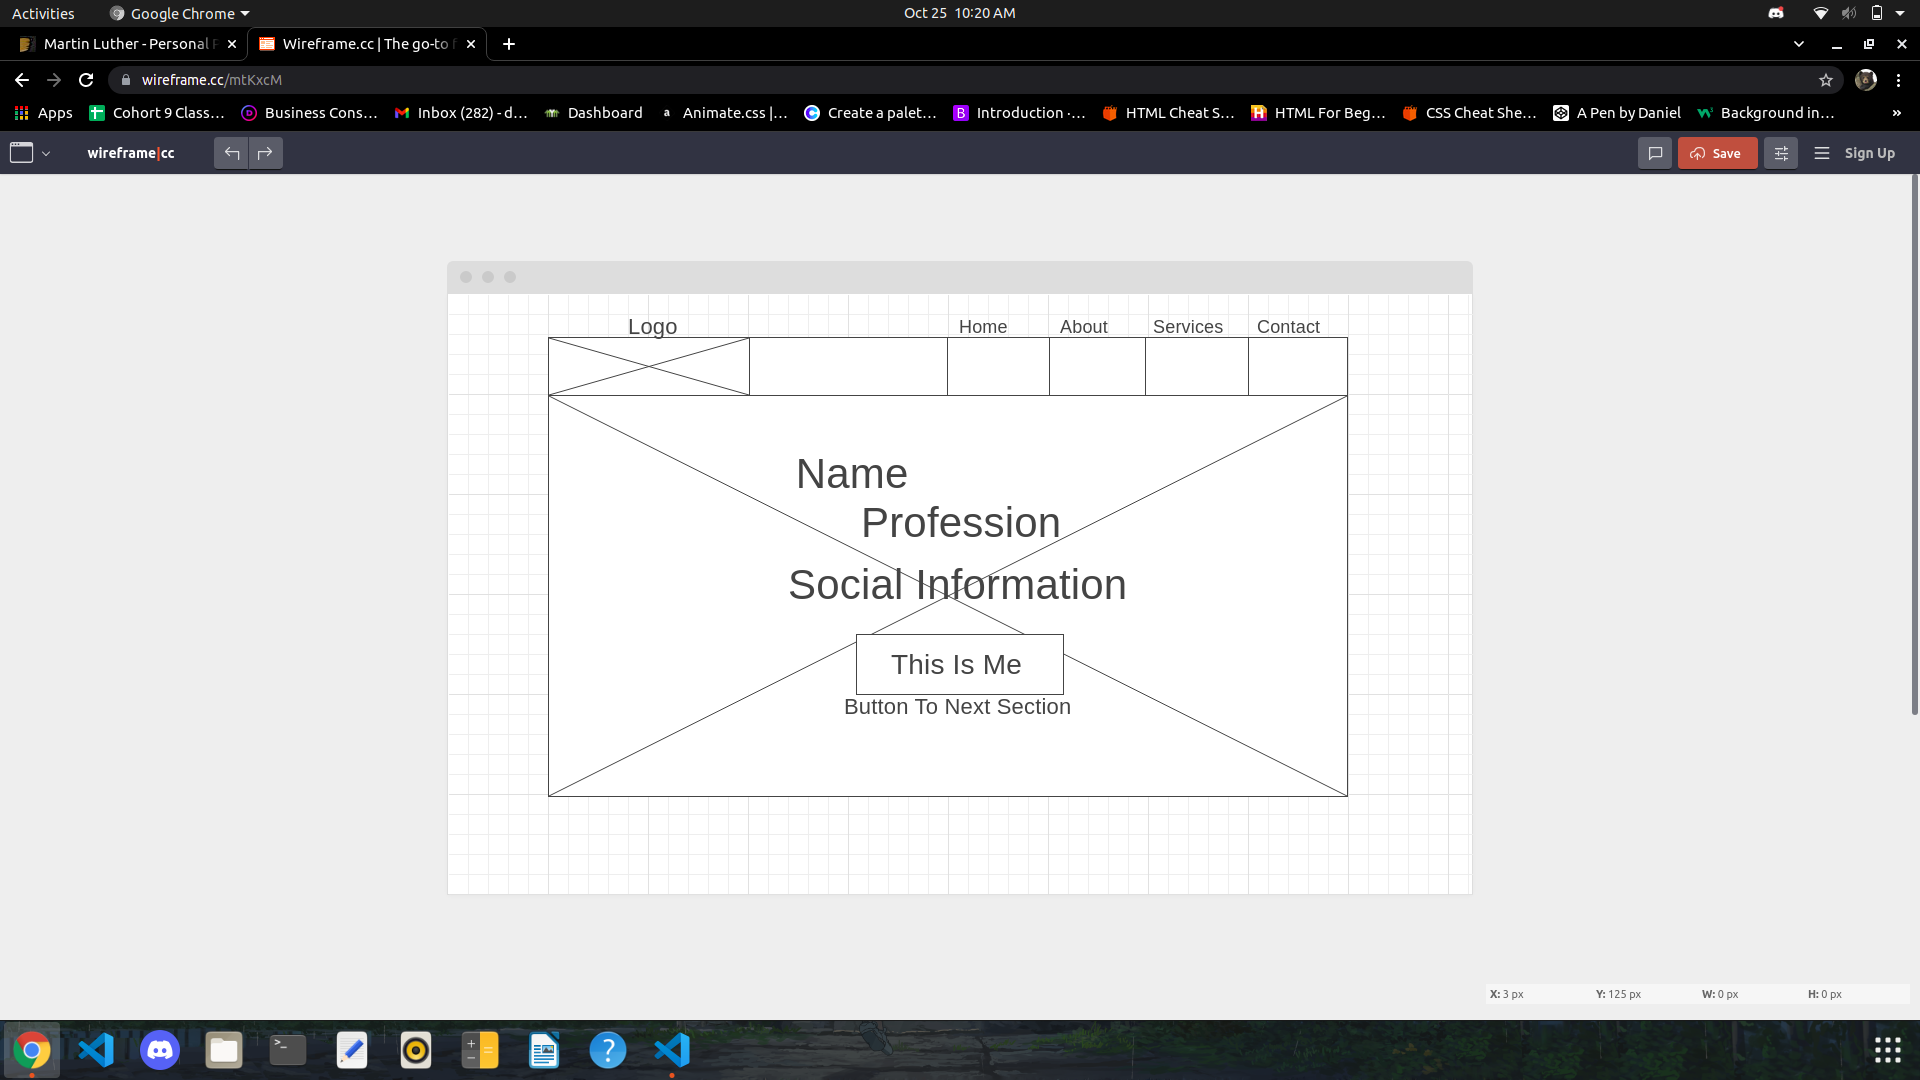 Activities Google Chrome Oct 25 10:20 AM
Martin Luther - Personal Wireframe.cc | The go-to f
wireframe.cc/mtKxcM
Apps Cohort 9 Class… Business Cons… Inbox (282) - d… Dashboard a Animate.css |… Create a palet… Introduction ·… HTML Cheat S… HTML For Beg… CSS Cheat She… A Pen by Daniel Background in… »
wireframe|cc Save Sign Up
Logo Home About Services Contact
Name
Profession
Social Information
This Is Me
Button To Next Section
X: 3 px Y: 125 px W: 0 px H: 0 px